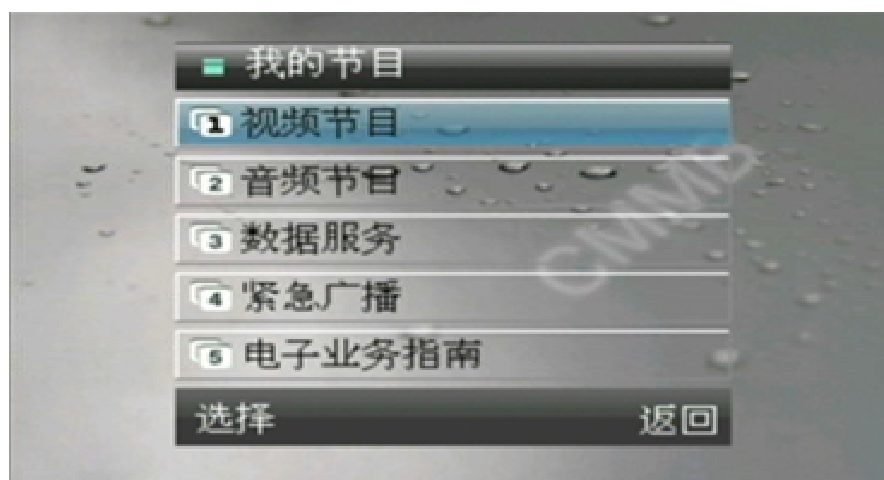 我的节目
1 视频节目
2 音频节目
3 数据服务
4 紧急广播
5 电子业务指南
选择 返回
CMMB